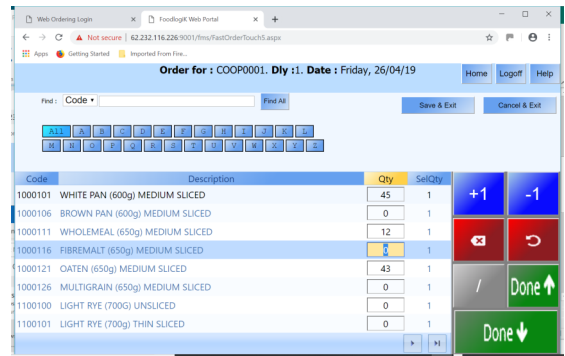 Web Ordering Login
FoodlogiK Web Portal
Not secure | 62.232.116.226:9001/fms/FastOrderTouch5.aspx
Apps Getting Started Imported From Fire...
Order for : COOP0001. Dly :1. Date : Friday, 26/04/19
Home Logoff Help
Find : Code Find All
Save & Exit Cancel & Exit
All A B C D E F G H I J K L
M N O P Q R S T U V W X Y Z
Code Description Qty SelQty
1000101 WHITE PAN (600g) MEDIUM SLICED 45 1
1000106 BROWN PAN (600g) MEDIUM SLICED 0 1
1000111 WHOLEMEAL (650g) MEDIUM SLICED 12 1
1000116 FIBREMALT (650g) MEDIUM SLICED 0 1
1000121 OATEN (650g) MEDIUM SLICED 43 1
1000126 MULTIGRAIN (650g) MEDIUM SLICED 0 1
1100100 LIGHT RYE (700G) UNSLICED 0 1
1100101 LIGHT RYE (700g) THIN SLICED 0 1
+1 -1
/ Done
Done